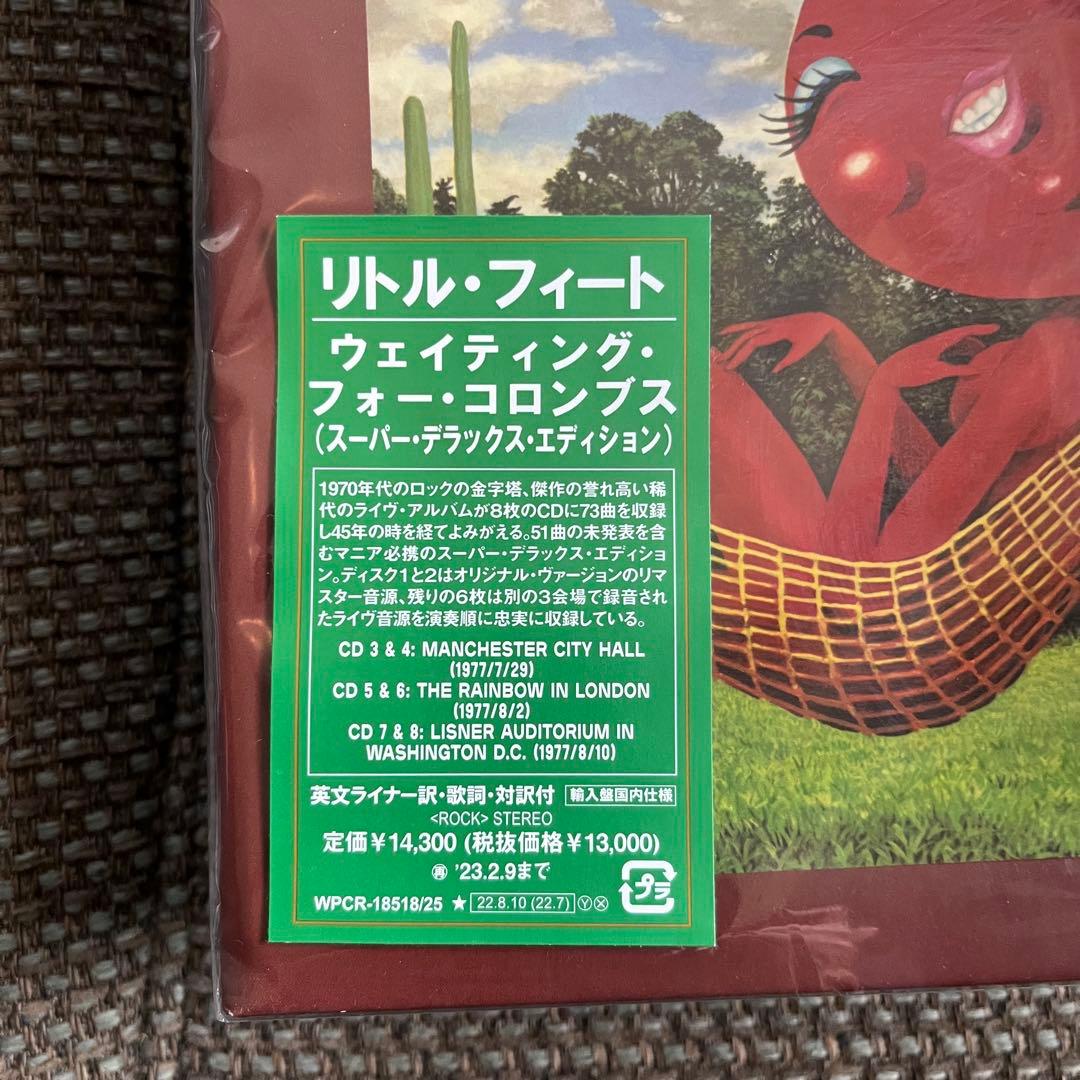 リトル・フィート
ウェイティング・
フォー・コロンブス
(スーパー・デラックス・エディション)
1970年代のロックの金字塔、傑作の誉れ高い稀
代のライヴ・アルバムが8枚のCDに73曲を収録
し45年の時を経てよみがえる。51曲の未発表を含
むマニア必携のスーパー・デラックス・エディショ
ン。ディスク1と2はオリジナル・ヴァージョンのリマ
スター音源、残りの6枚は別の3会場で録音され
たライヴ音源を演奏順に忠実に収録している。
CD 3 & 4: MANCHESTER CITY HALL
(1977/7/29)
CD 5 & 6: THE RAINBOW IN LONDON
(1977/8/2)
CD 7 & 8: LISNER AUDITORIUM IN
WASHINGTON D.C. (1977/8/10)
英文ライナー訳・歌詞・対訳付 輸入盤国内仕様
<ROCK> STEREO
定価¥14,300 (税抜価格¥13,000)
㊢ '23.2.9まで
プラ
WPCR-18518/25 ★ 22.8.10 (22.7) Ⓨ Ⓧ